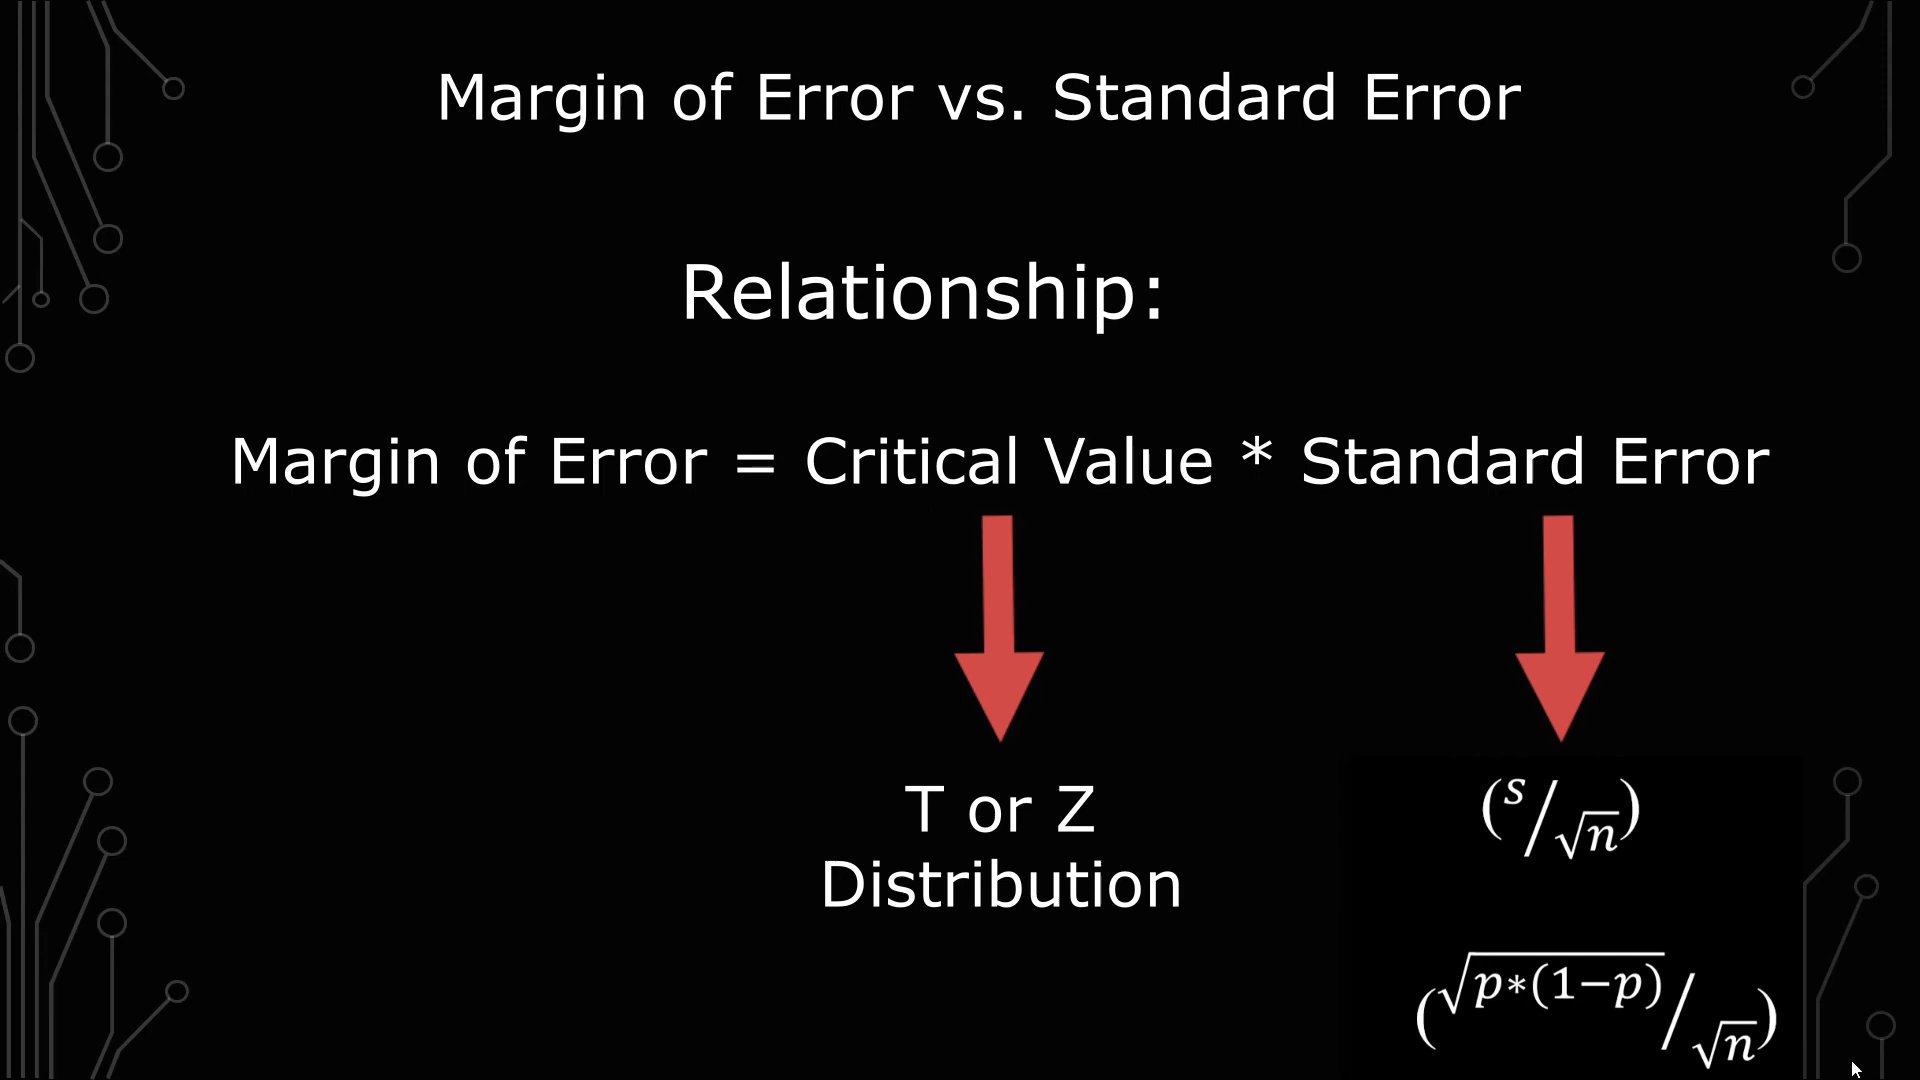 Margin of Error vs. Standard Error
Relationship:
Margin of Error = Critical Value * Standard Error
T or Z
Distribution
(s/√n)
(√p*(1−p)/√n)